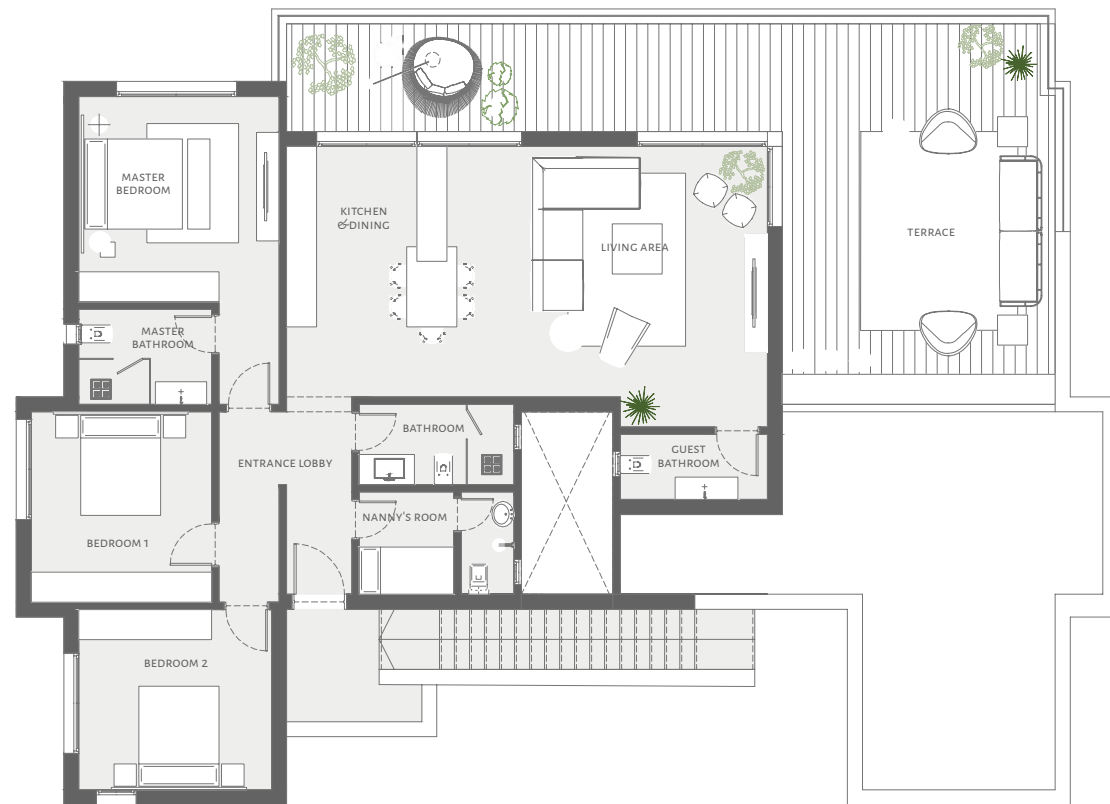 MASTER
BEDROOM
KITCHEN
& DINING
LIVING AREA
TERRACE
MASTER
BATHROOM
BATHROOM
GUEST
BATHROOM
ENTRANCE LOBBY
NANNY'S ROOM
BEDROOM 1
BEDROOM 2